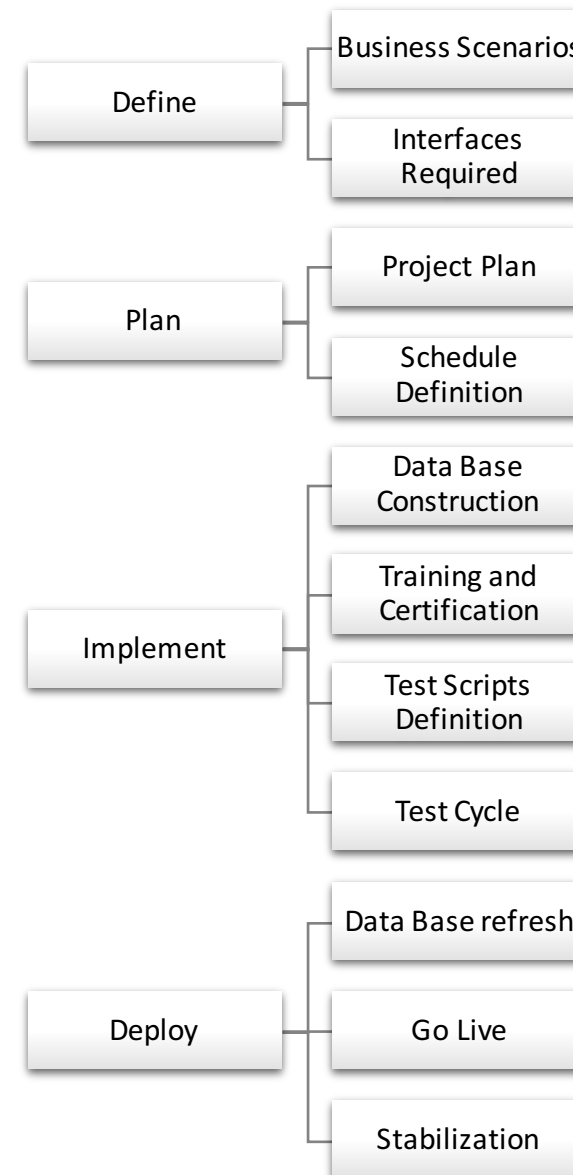 Define
Business Scenarios
Interfaces
Required
Plan
Project Plan
Schedule
Definition
Implement
Data Base
Construction
Training and
Certification
Test Scripts
Definition
Test Cycle
Deploy
Data Base refresh
Go Live
Stabilization